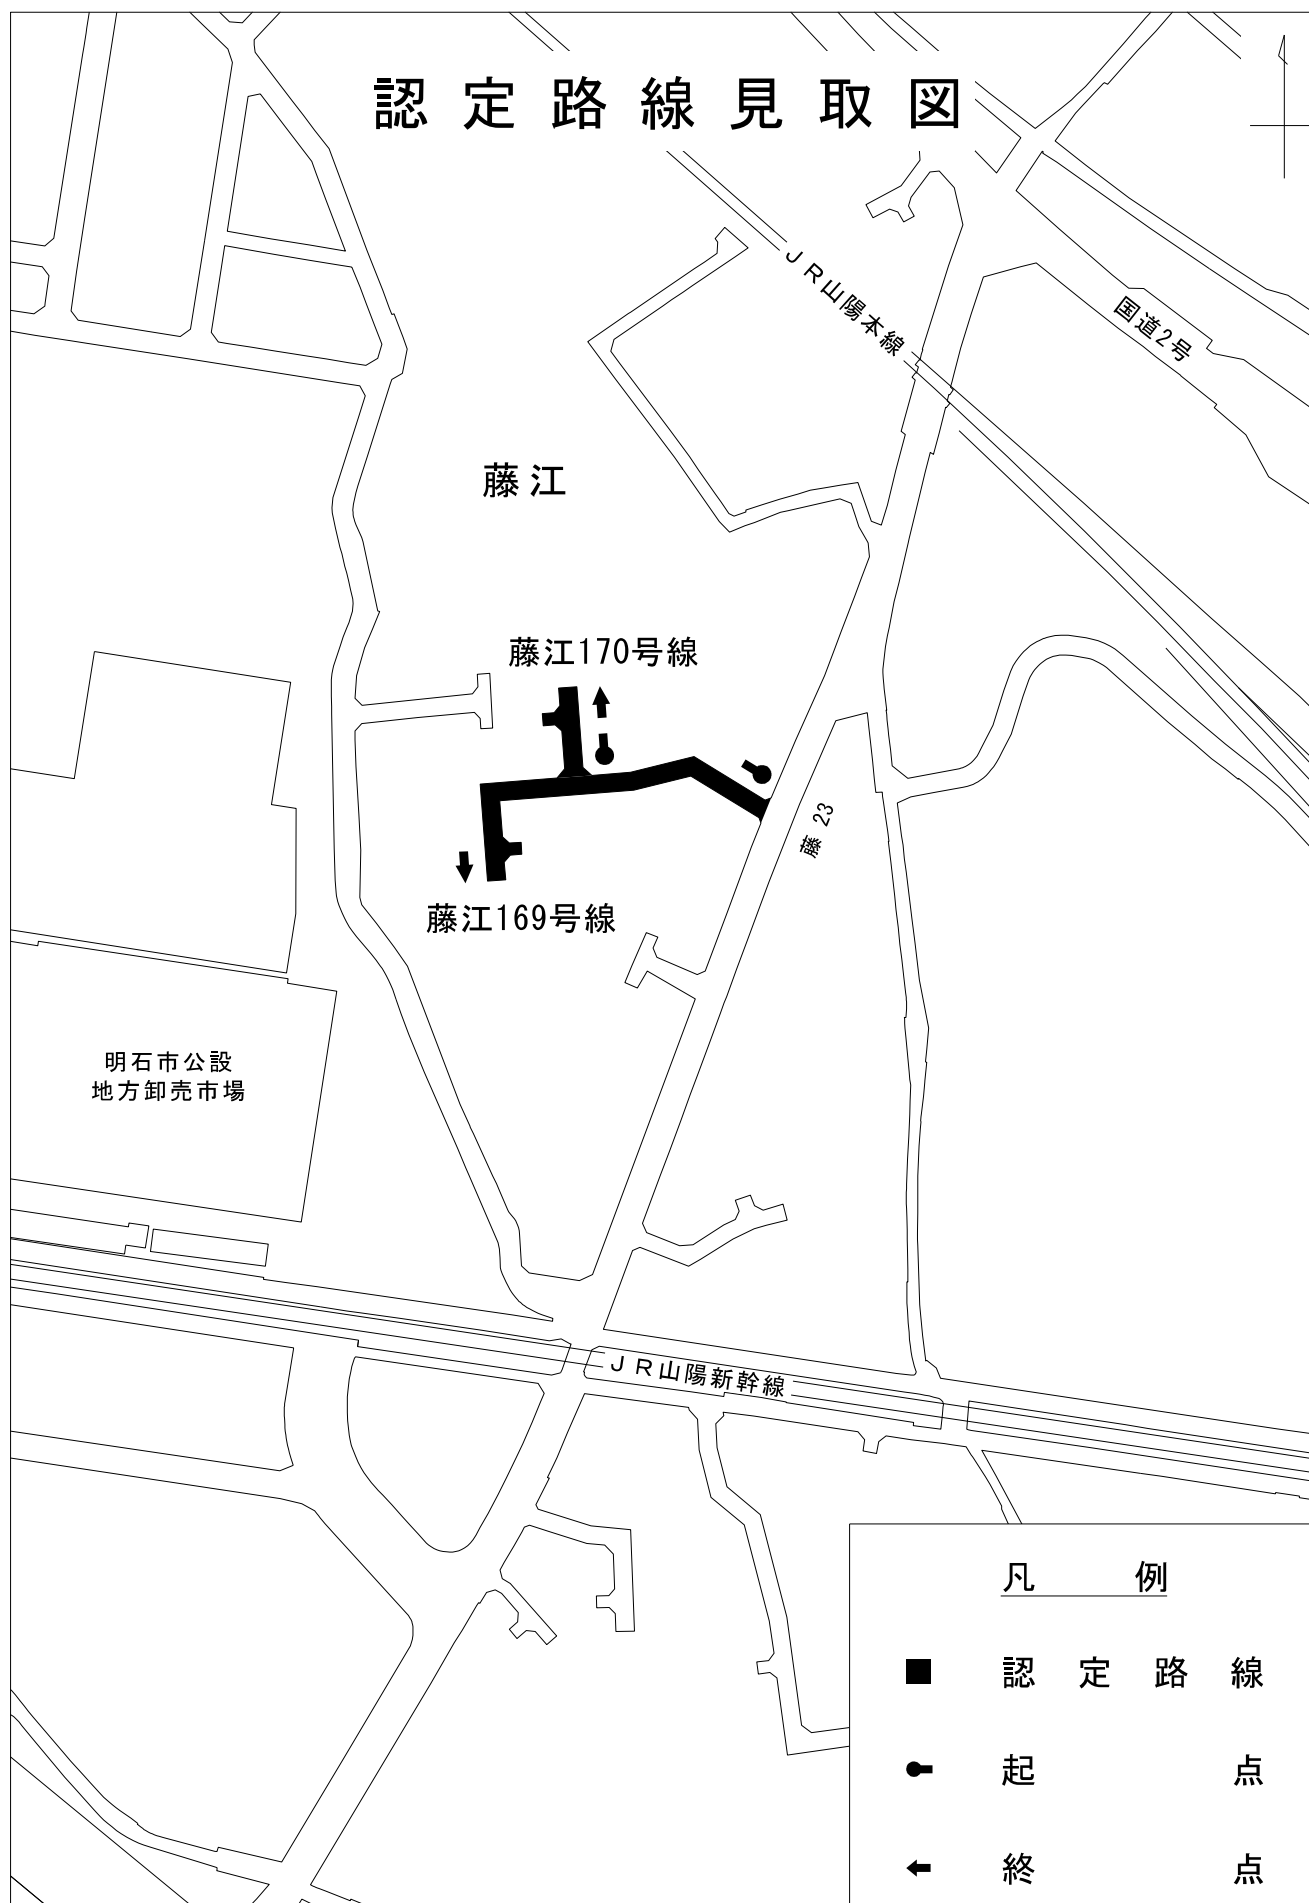 認定路線見取図
JR山陽本線
国道2号
藤江
藤江170号線
藤 23
藤江169号線
明石市公設
地方卸売市場
JR山陽新幹線
凡 例
認定路線
起 点
終 点